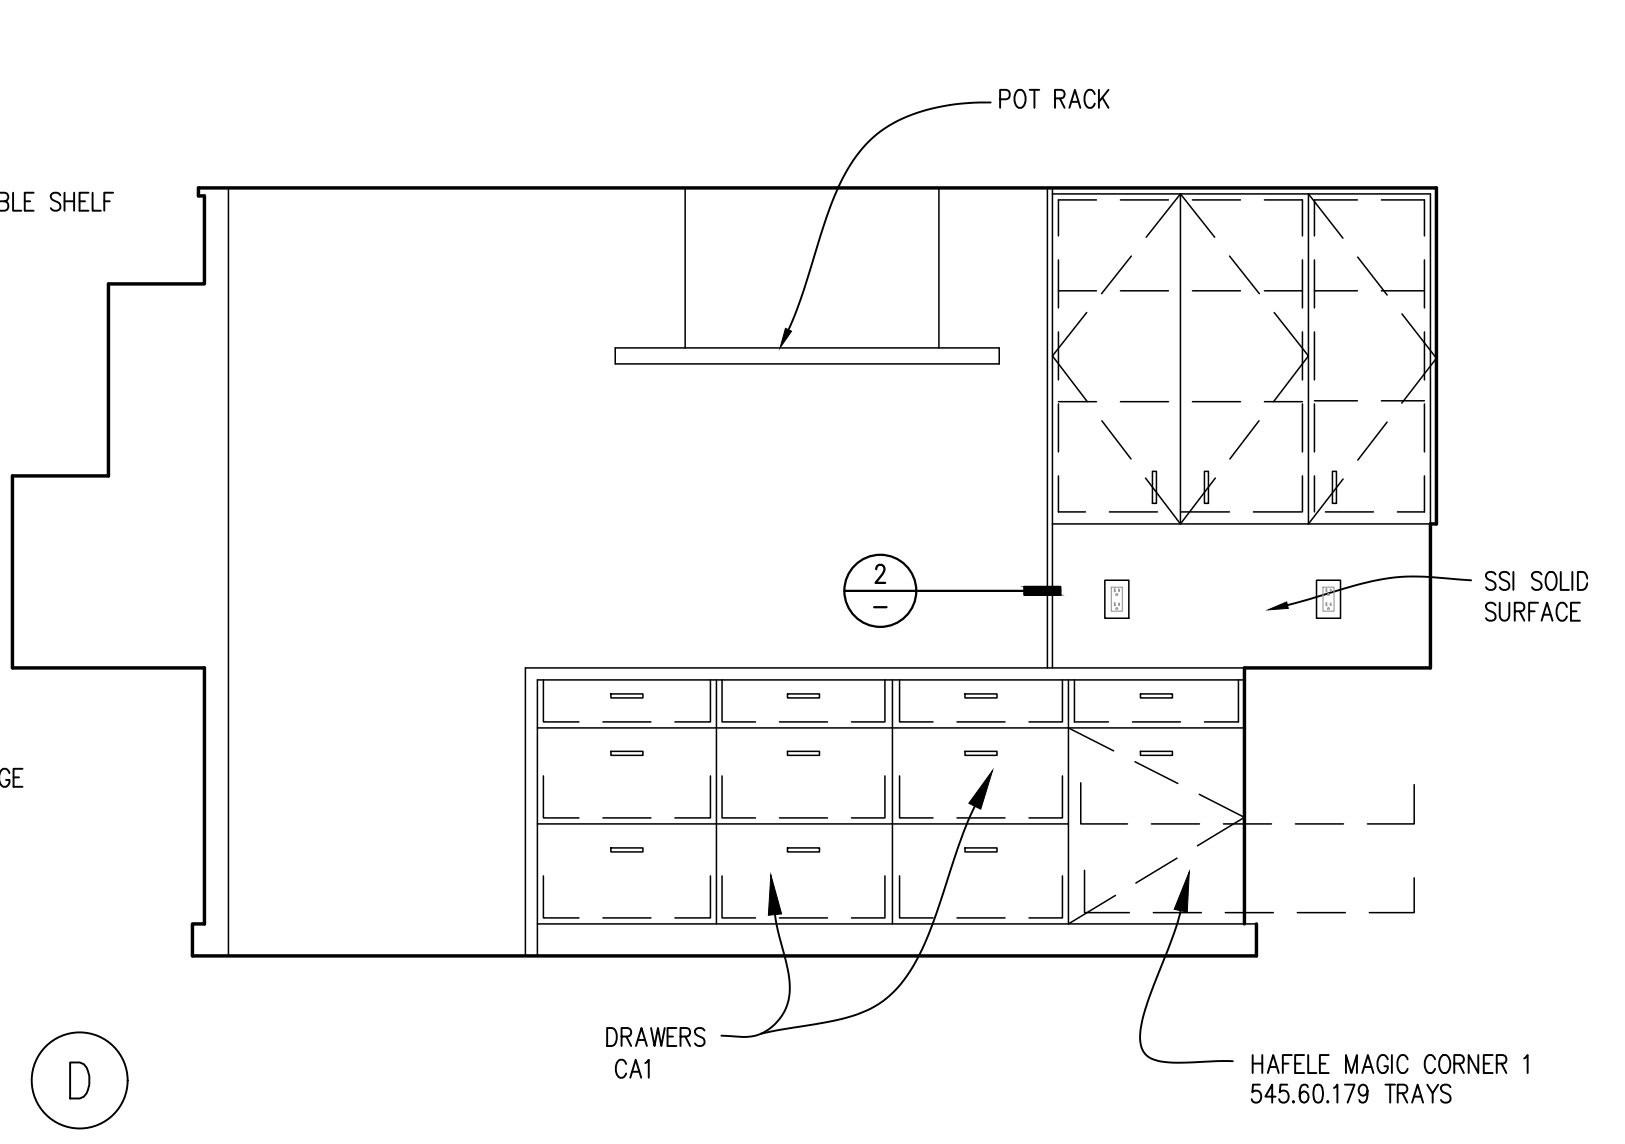 POT RACK
BLE SHELF
2
–
SSI SOLID
SURFACE
GE
DRAWERS
CA1
HAFELE MAGIC CORNER 1
545.60.179 TRAYS
D